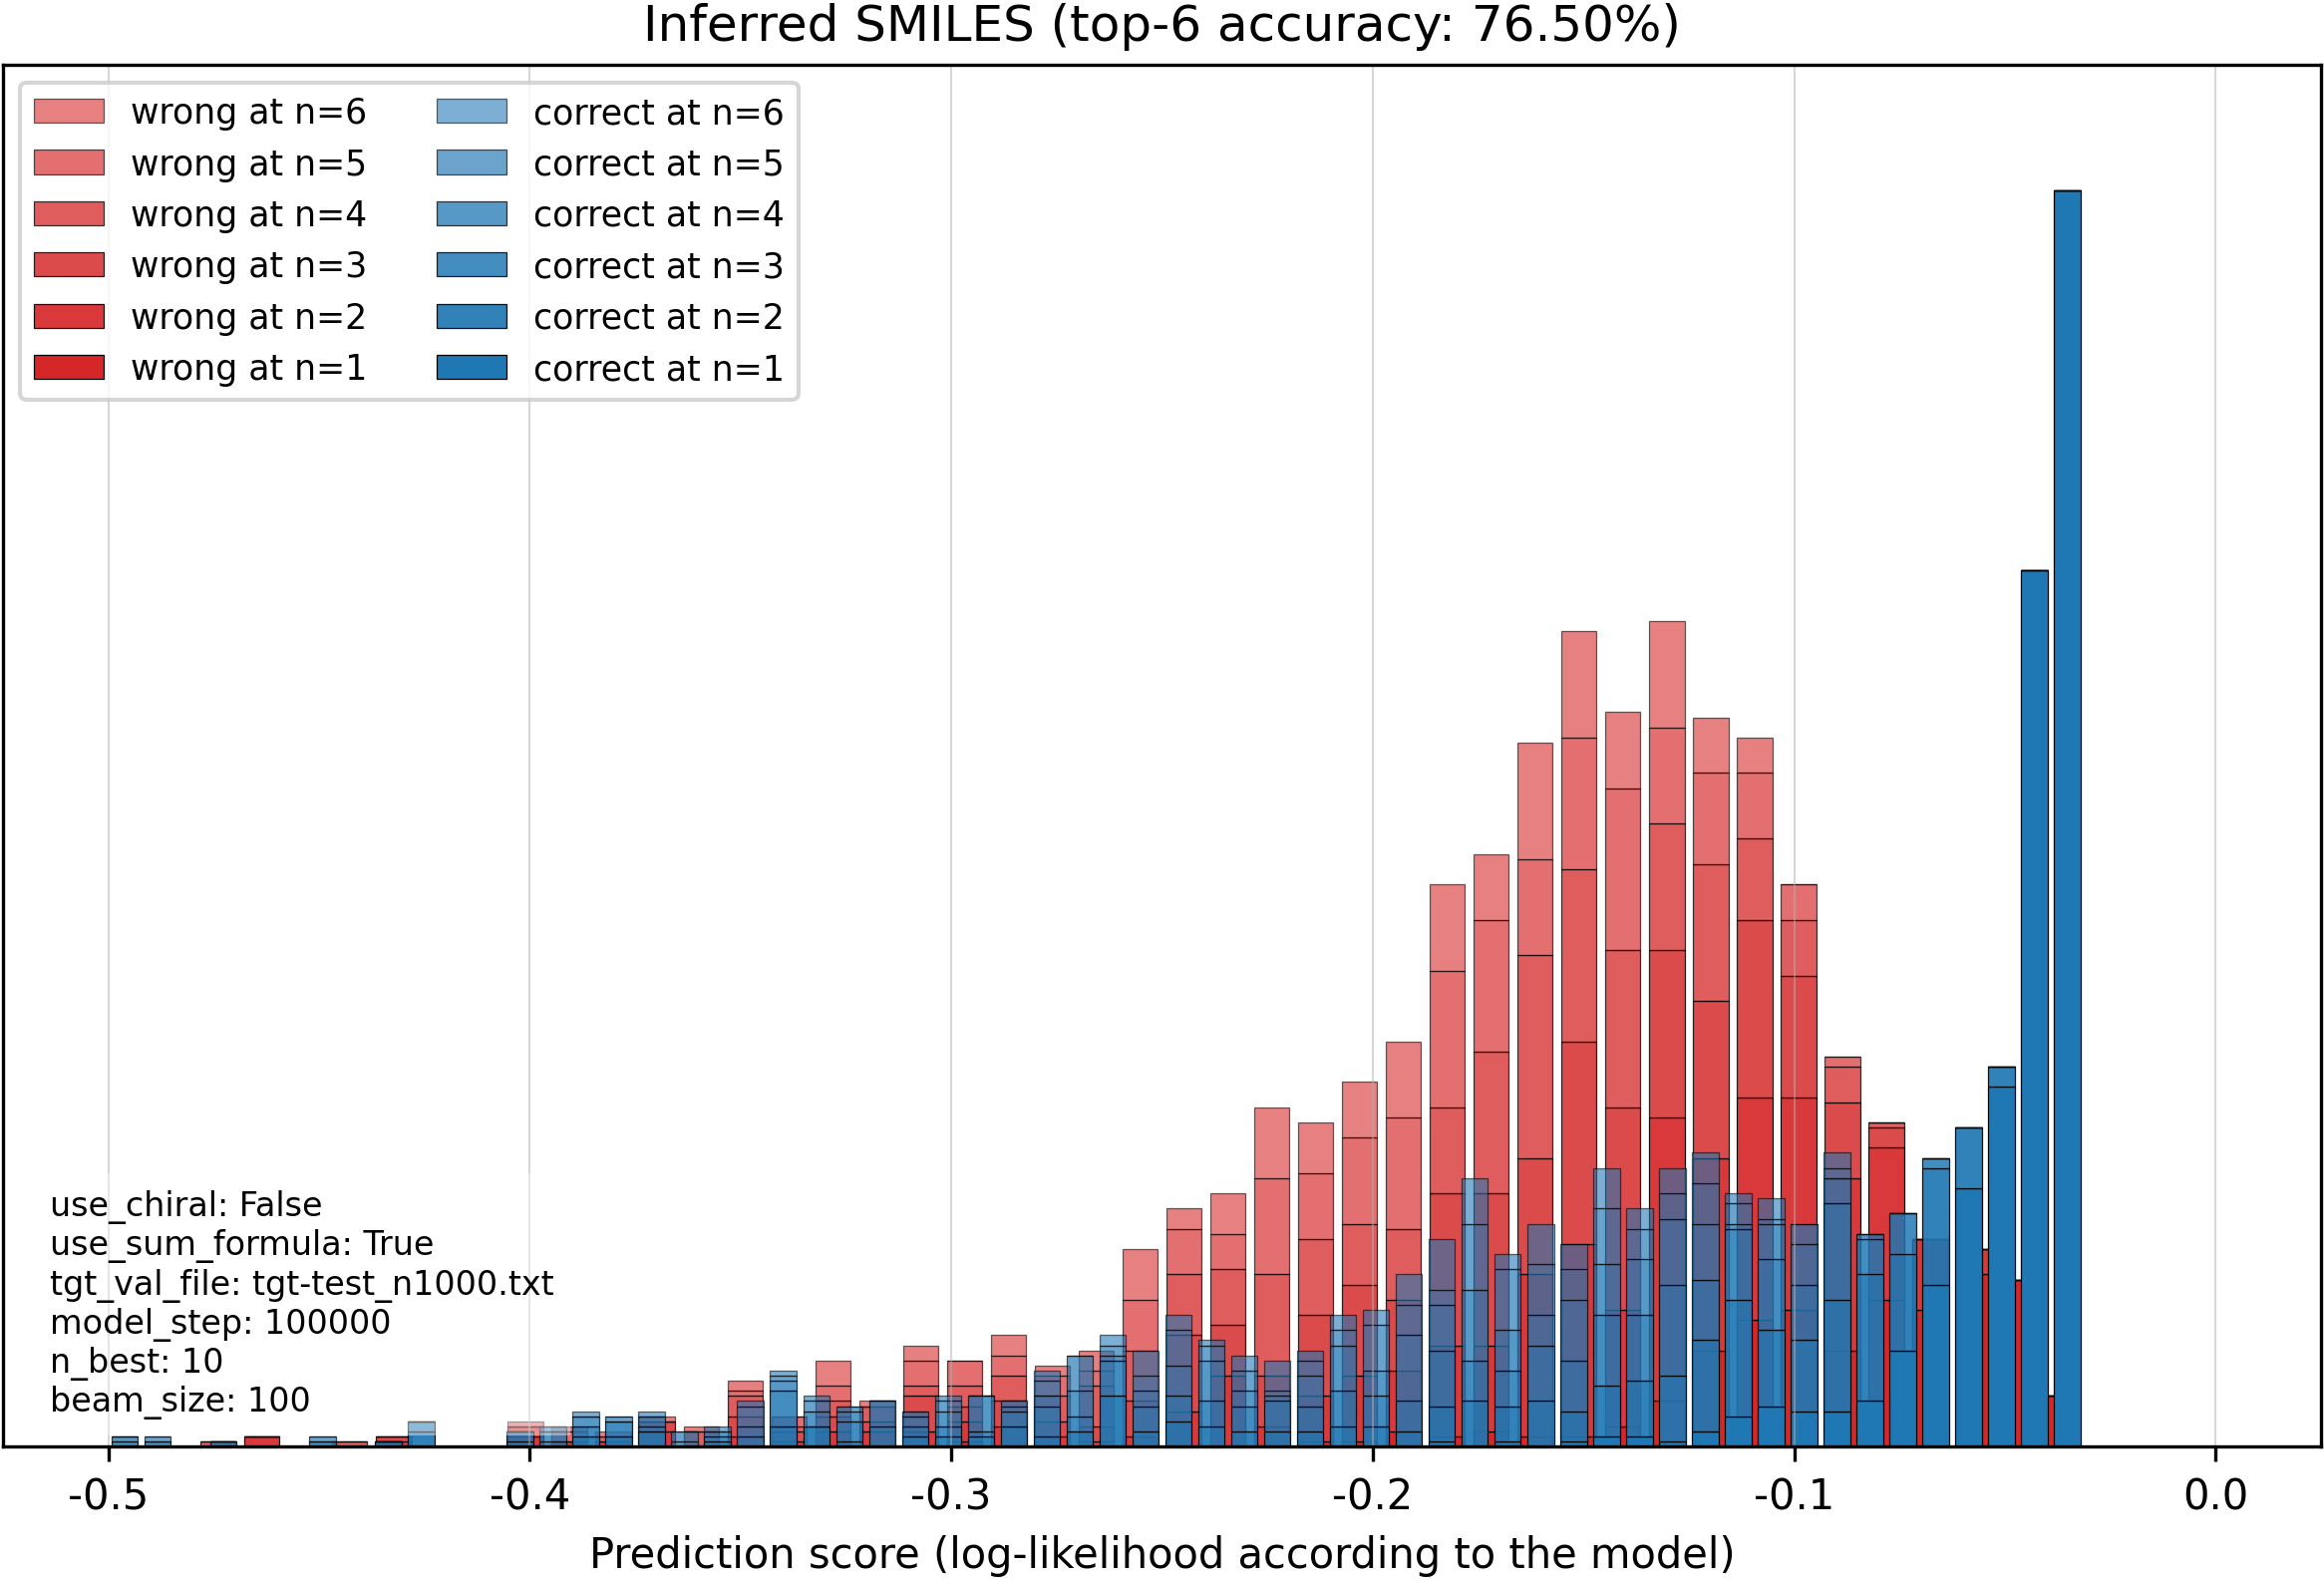 Inferred SMILES (top-6 accuracy: 76.50%)
wrong at n=6
wrong at n=5
wrong at n=4
wrong at n=3
wrong at n=2
wrong at n=1
correct at n=6
correct at n=5
correct at n=4
correct at n=3
correct at n=2
correct at n=1
use_chiral: False
use_sum_formula: True
tgt_val_file: tgt-test_n1000.txt
model_step: 100000
n_best: 10
beam_size: 100
-0.5 -0.4 -0.3 -0.2 -0.1 0.0
Prediction score (log-likelihood according to the model)